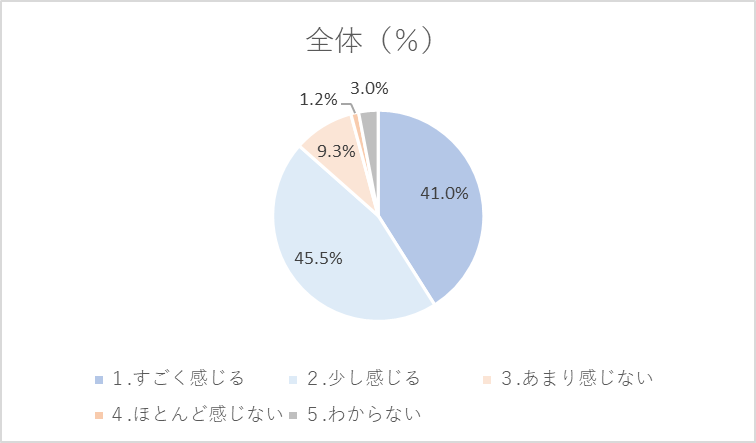 全体（％）
3.0%
1.2%
9.3%
41.0%
45.5%
１.すごく感じる ２.少し感じる ３.あまり感じない
４.ほとんど感じない ５.わからない